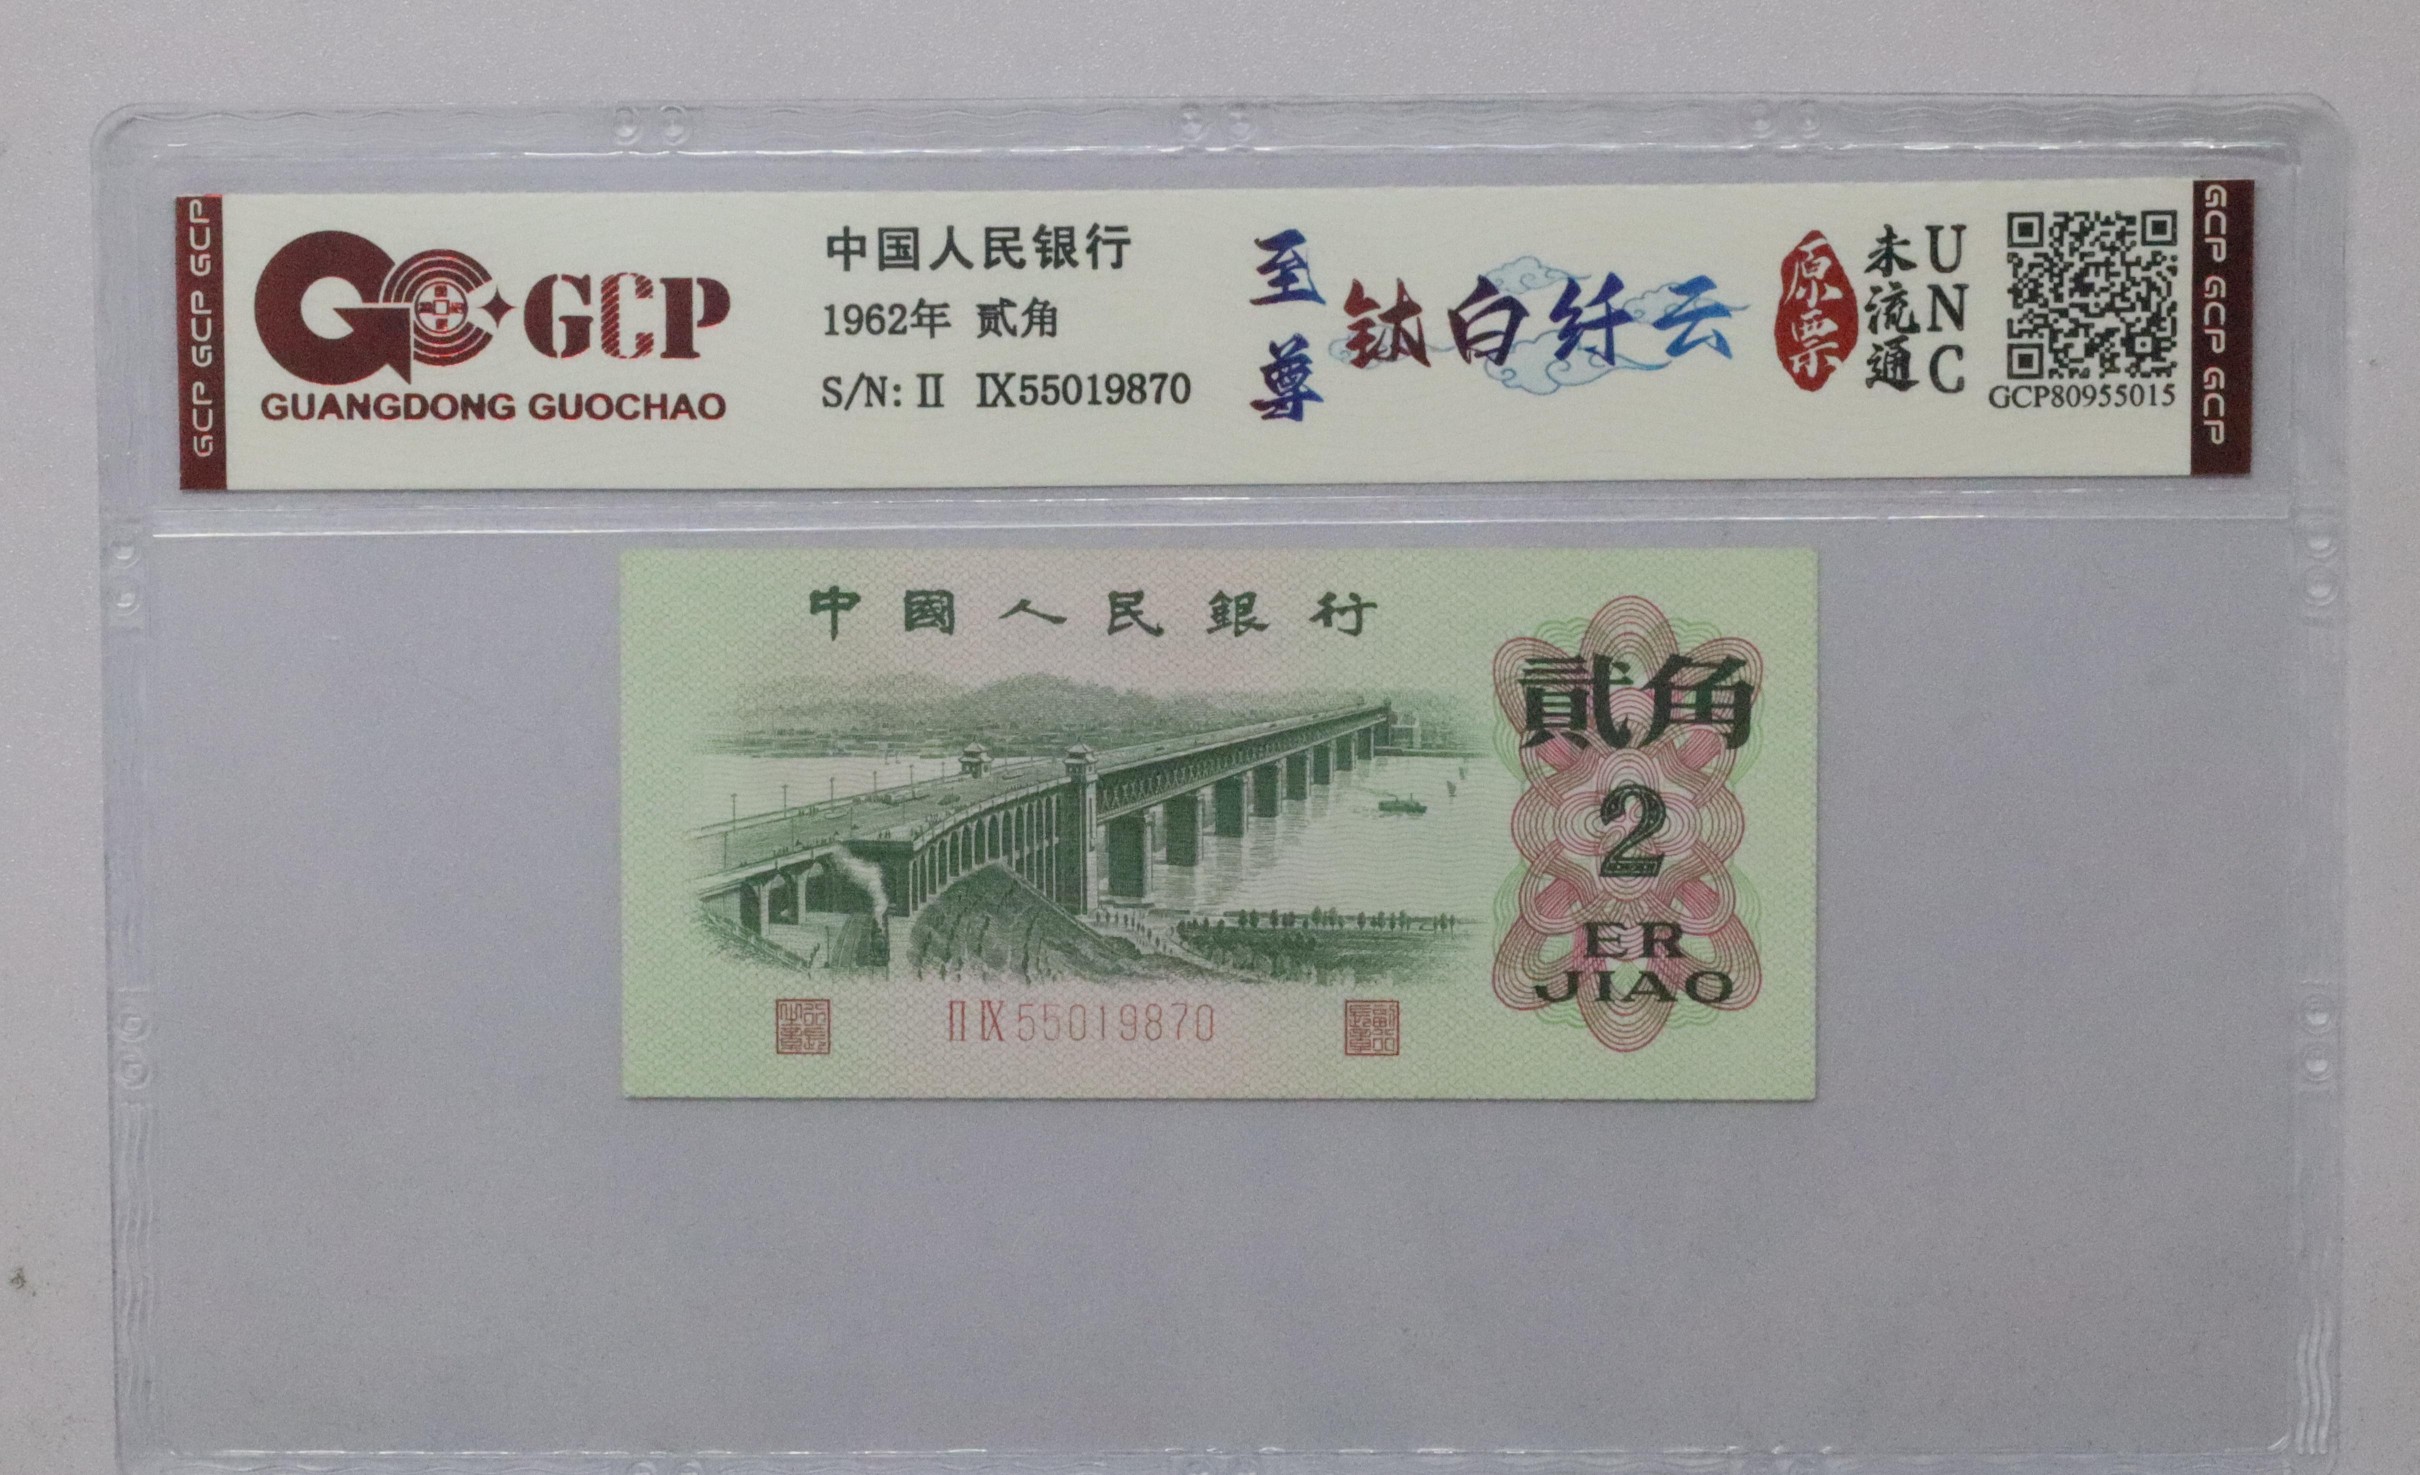 GCP GCP GCP
GCP
GUANGDONG GUOCHAO
中国人民银行
1962年 贰角
S/N: II IX55019870
至尊
钛白纤云
原票
未流通
UNC
GCP80955015
GCP GCP GCP
中國人民銀行
貳角
2
ER
JIAO
II IX 55019870